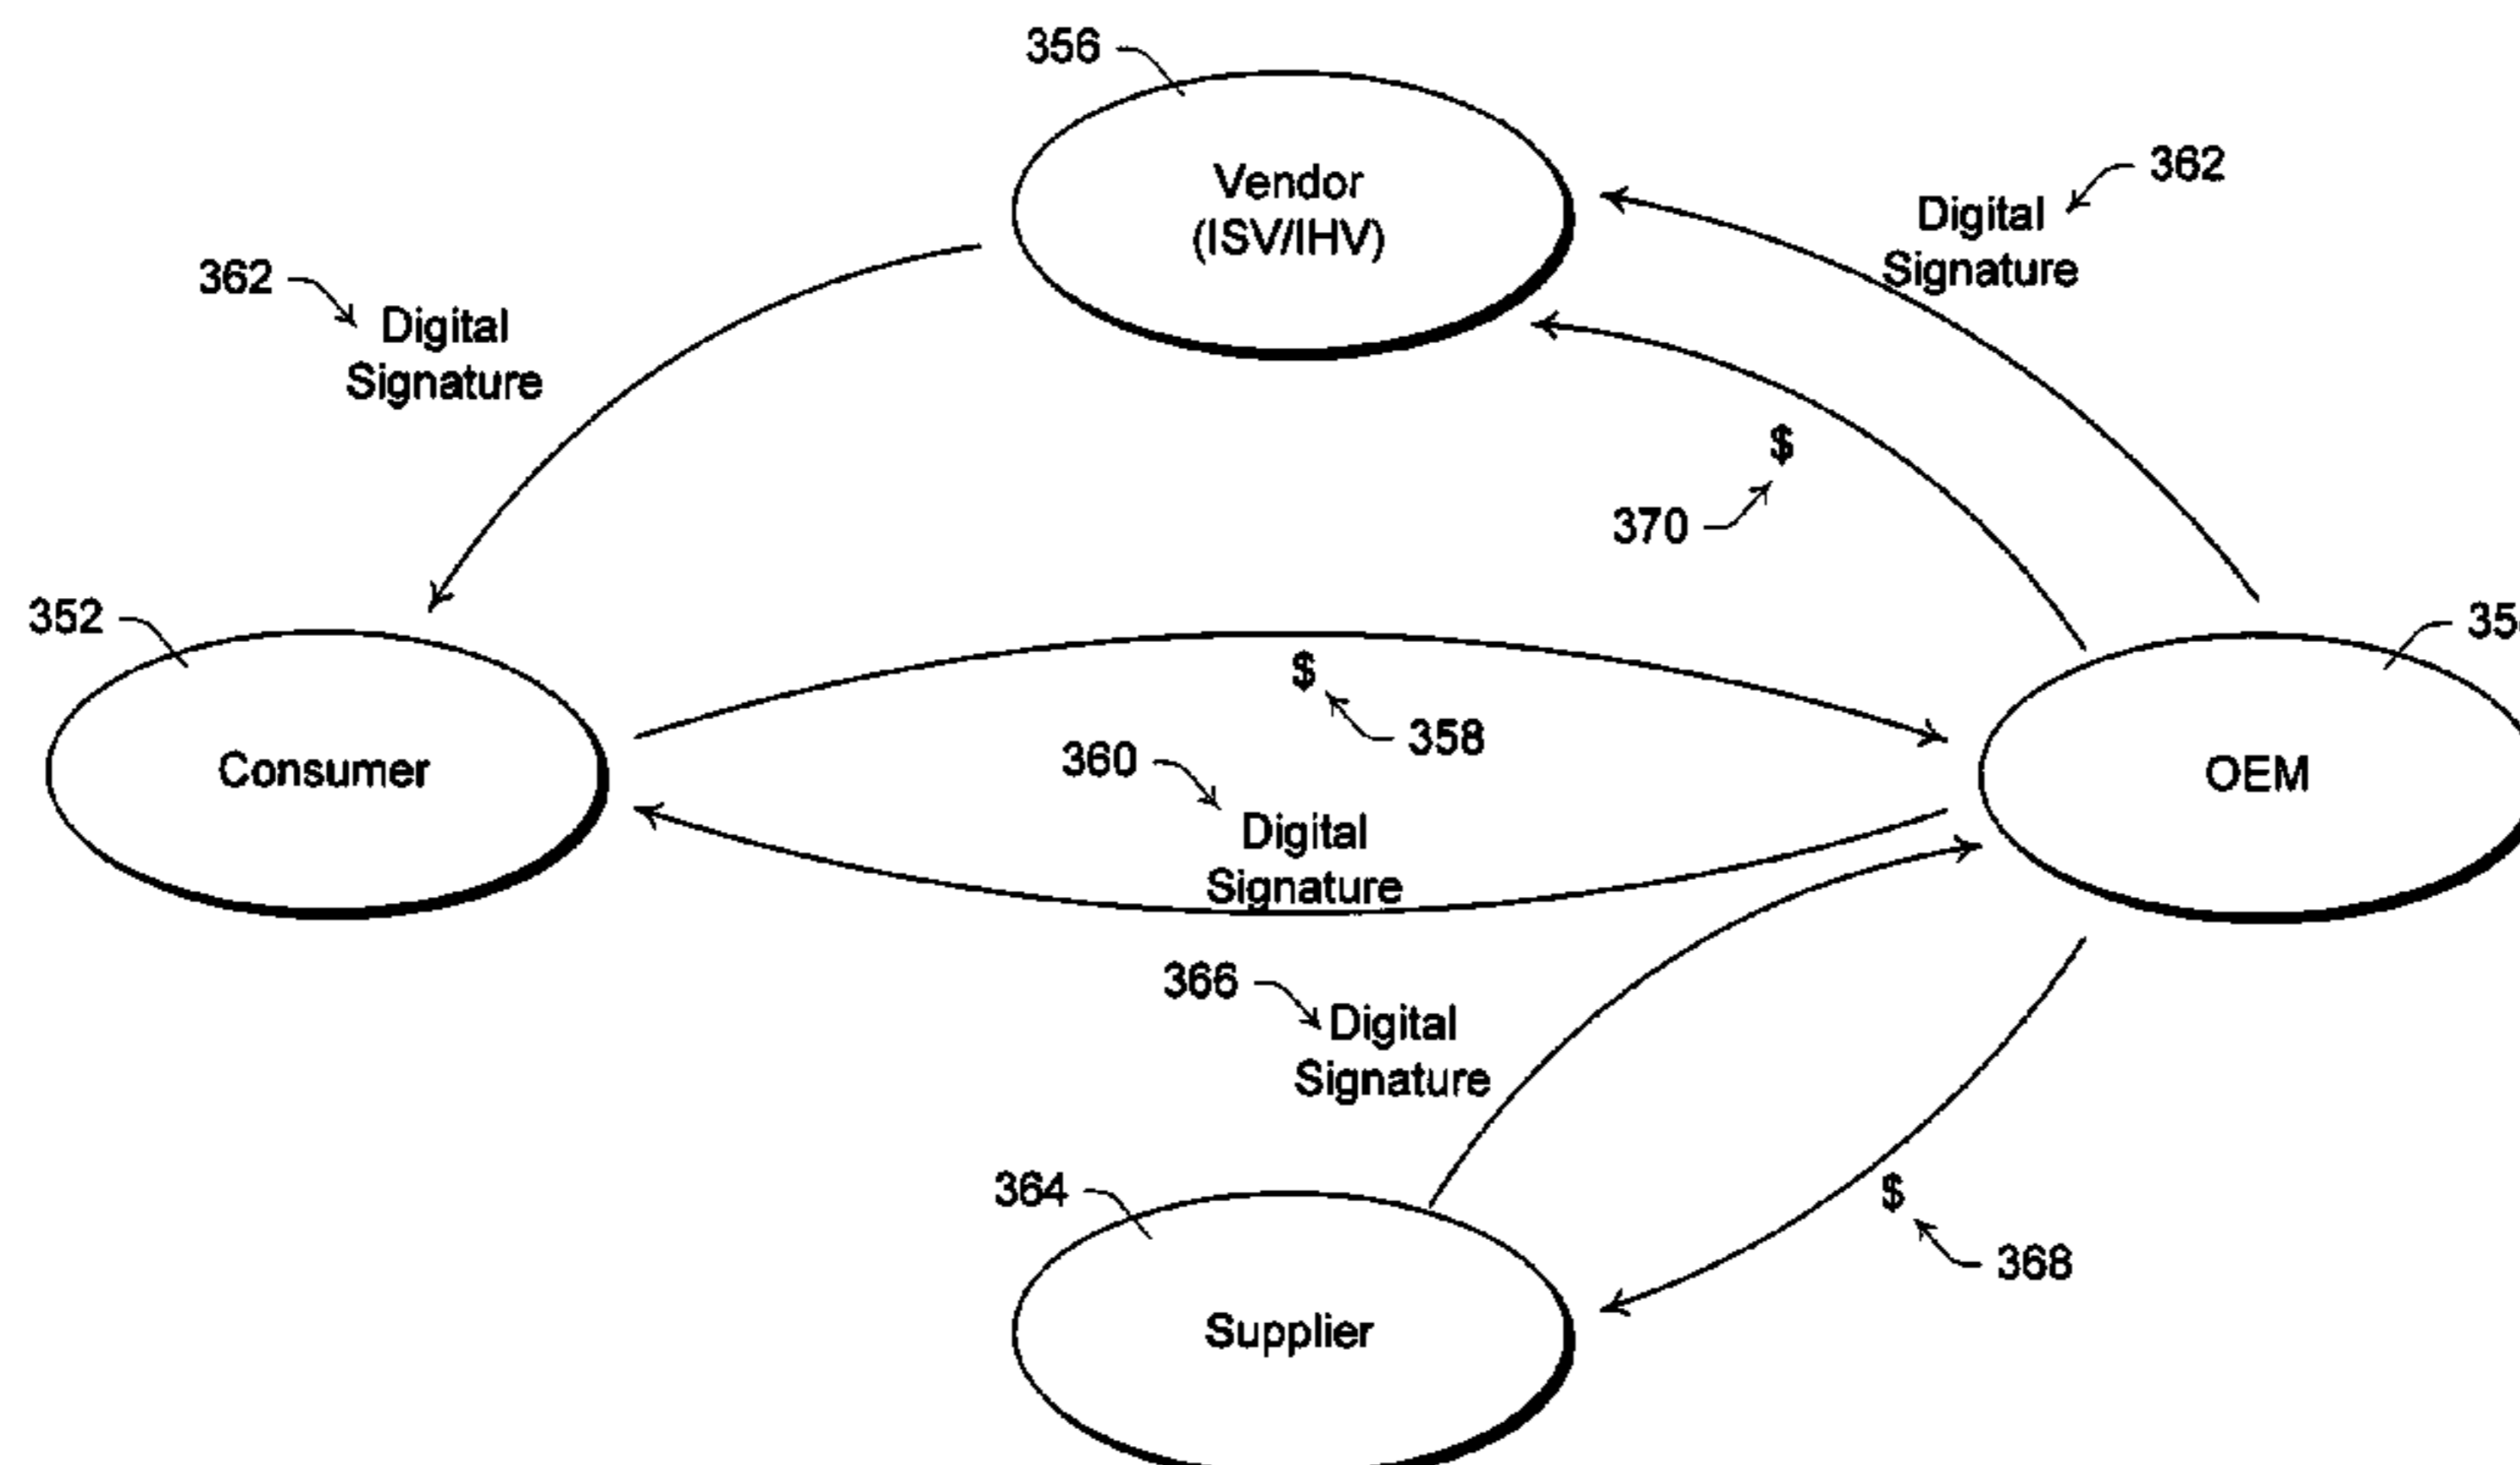 356
Vendor
(ISV/IHV)
362
Digital
Signature
362
Digital
Signature
$
370
352
Consumer
$
358
35
OEM
360
Digital
Signature
366
Digital
Signature
364
Supplier
$
368